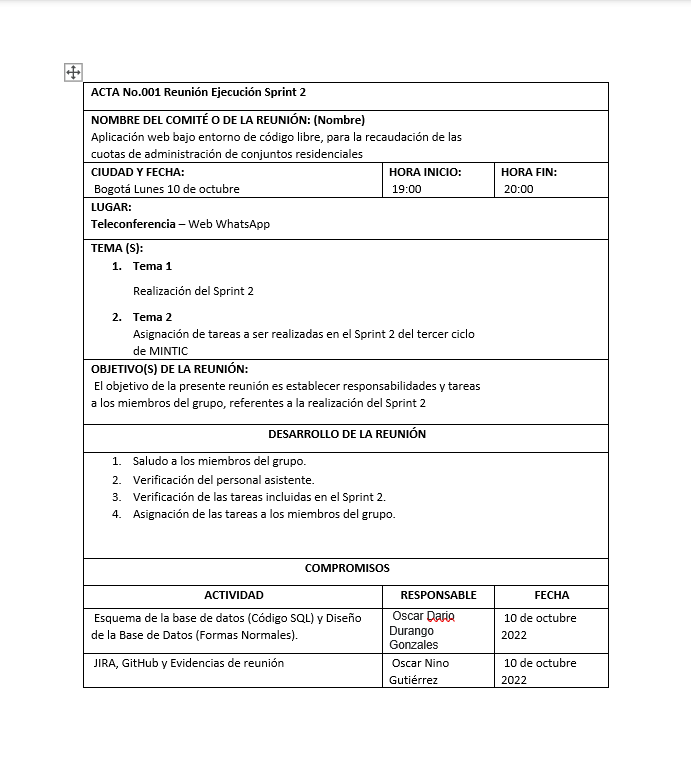 ACTA No.001 Reunión Ejecución Sprint 2
NOMBRE DEL COMITÉ O DE LA REUNIÓN: (Nombre)
Aplicación web bajo entorno de código libre, para la recaudación de las
cuotas de administración de conjuntos residenciales
CIUDAD Y FECHA:
Bogotá Lunes 10 de octubre
HORA INICIO:
19:00
HORA FIN:
20:00
LUGAR:
Teleconferencia – Web WhatsApp
TEMA (S):
1. Tema 1
Realización del Sprint 2
2. Tema 2
Asignación de tareas a ser realizadas en el Sprint 2 del tercer ciclo
de MINTIC
OBJETIVO(S) DE LA REUNIÓN:
El objetivo de la presente reunión es establecer responsabilidades y tareas
a los miembros del grupo, referentes a la realización del Sprint 2
DESARROLLO DE LA REUNIÓN
1. Saludo a los miembros del grupo.
2. Verificación del personal asistente.
3. Verificación de las tareas incluidas en el Sprint 2.
4. Asignación de las tareas a los miembros del grupo.
COMPROMISOS
ACTIVIDAD RESPONSABLE FECHA
Esquema de la base de datos (Código SQL) y Diseño
de la Base de Datos (Formas Normales).
Oscar Dario
Durango
Gonzales
10 de octubre
2022
JIRA, GitHub y Evidencias de reunión
Oscar Nino
Gutiérrez
10 de octubre
2022